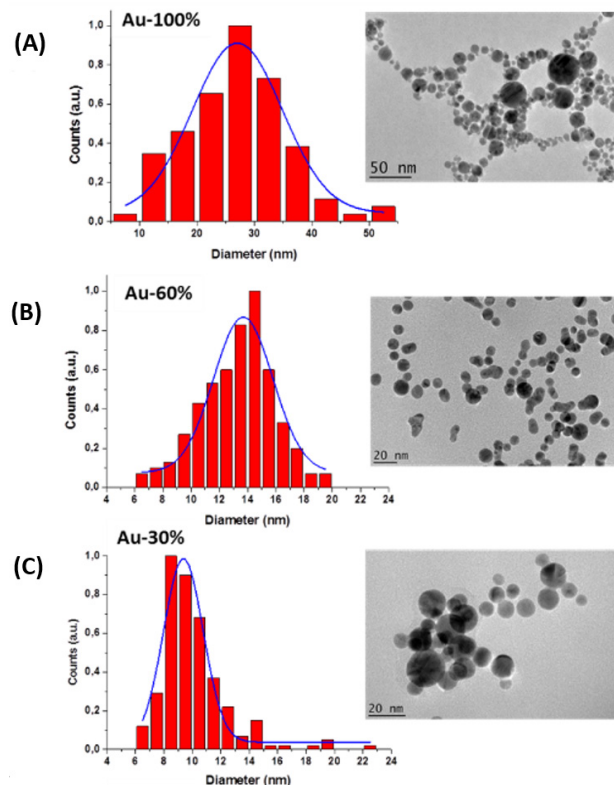 (A)
Au-100%
Counts (a.u.)
1,0
0,8
0,6
0,4
0,2
0,0
10 20 30 40 50
Diameter (nm)
50 nm
(B)
Au-60%
Counts (a.u.)
1,0
0,8
0,6
0,4
0,2
0,0
4 6 8 10 12 14 16 18 20 22 24
Diameter (nm)
20 nm
(C)
Au-30%
Counts (a.u.)
1,0
0,8
0,6
0,4
0,2
0,0
4 6 8 10 12 14 16 18 20 22 24
Diameter (nm)
20 nm